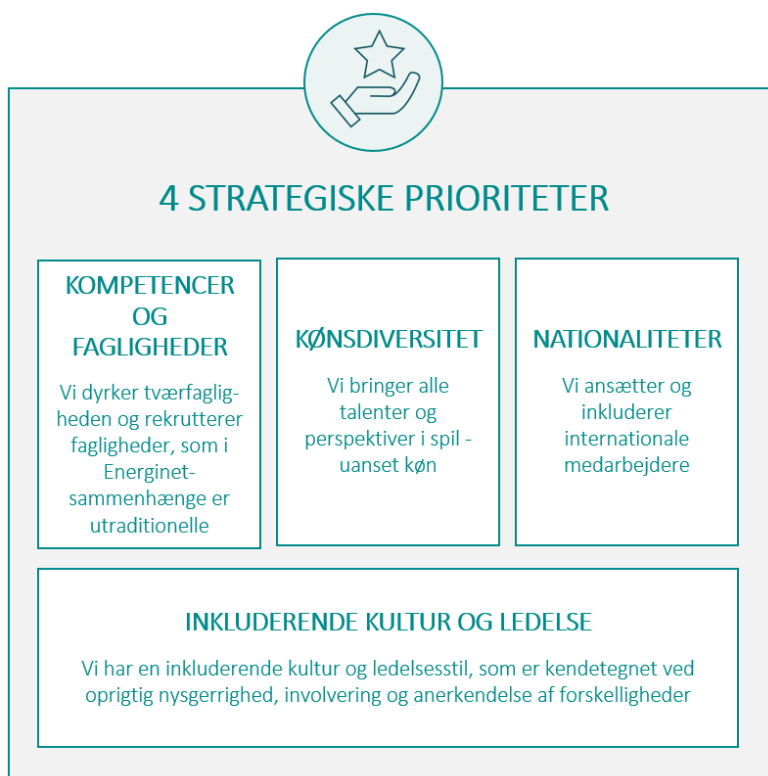 4 STRATEGISKE PRIORITETER
KOMPETENCER
OG
FAGLIGHEDER
Vi dyrker tværfaglig-
heden og rekrutterer
fagligheder, som i
Energinet-
sammenhænge er
utraditionelle
KØNSDIVERSITET
Vi bringer alle
talenter og
perspektiver i spil -
uanset køn
NATIONALITETER
Vi ansætter og
inkluderer
internationale
medarbejdere
INKLUDERENDE KULTUR OG LEDELSE
Vi har en inkluderende kultur og ledelsesstil, som er kendetegnet ved
oprigtig nysgerrighed, involvering og anerkendelse af forskelligheder